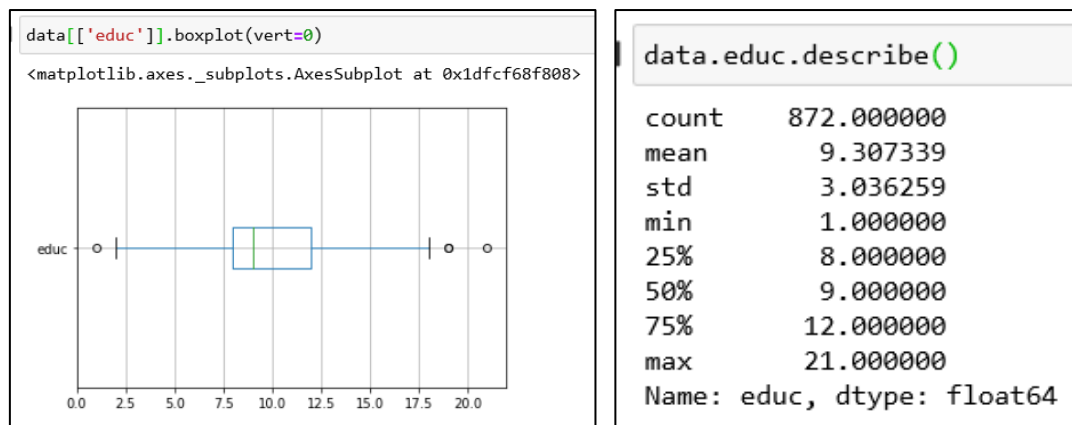 data[['educ']].boxplot(vert=0)
<matplotlib.axes._subplots.AxesSubplot at 0x1dfcf68f808>
educ
0.0 2.5 5.0 7.5 10.0 12.5 15.0 17.5 20.0
data.educ.describe()
count 872.000000
mean 9.307339
std 3.036259
min 1.000000
25% 8.000000
50% 9.000000
75% 12.000000
max 21.000000
Name: educ, dtype: float64